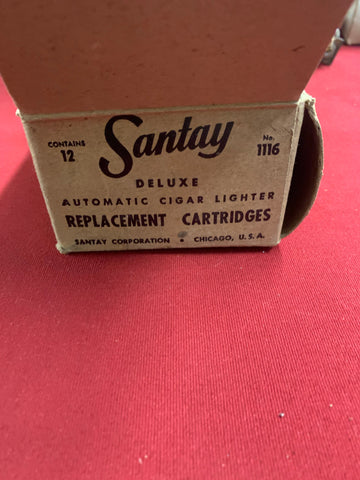 CONTAINS
12
Santay
No.
1116
DELUXE
AUTOMATIC CIGAR LIGHTER
REPLACEMENT CARTRIDGES
SANTAY CORPORATION • CHICAGO, U.S.A.